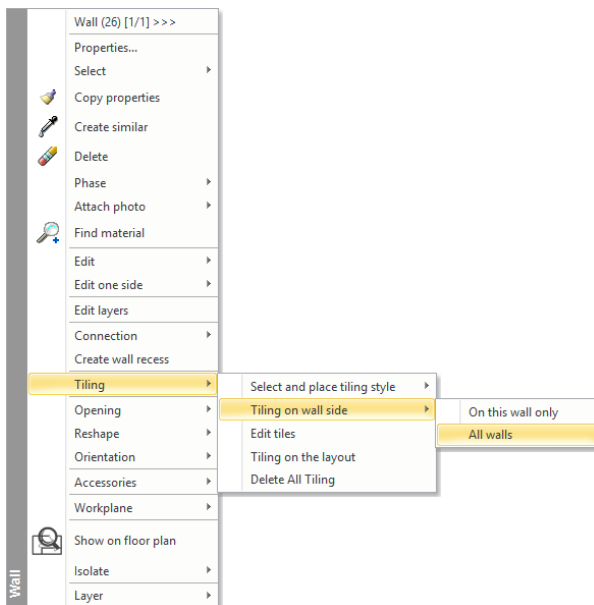 Wall (26) [1/1] >>>
Properties...
Select
Copy properties
Create similar
Delete
Phase
Attach photo
Find material
Edit
Edit one side
Edit layers
Connection
Create wall recess
Tiling
Opening
Reshape
Orientation
Accessories
Workplane
Show on floor plan
Isolate
Layer
Select and place tiling style
Tiling on wall side
Edit tiles
Tiling on the layout
Delete All Tiling
On this wall only
All walls
Wall